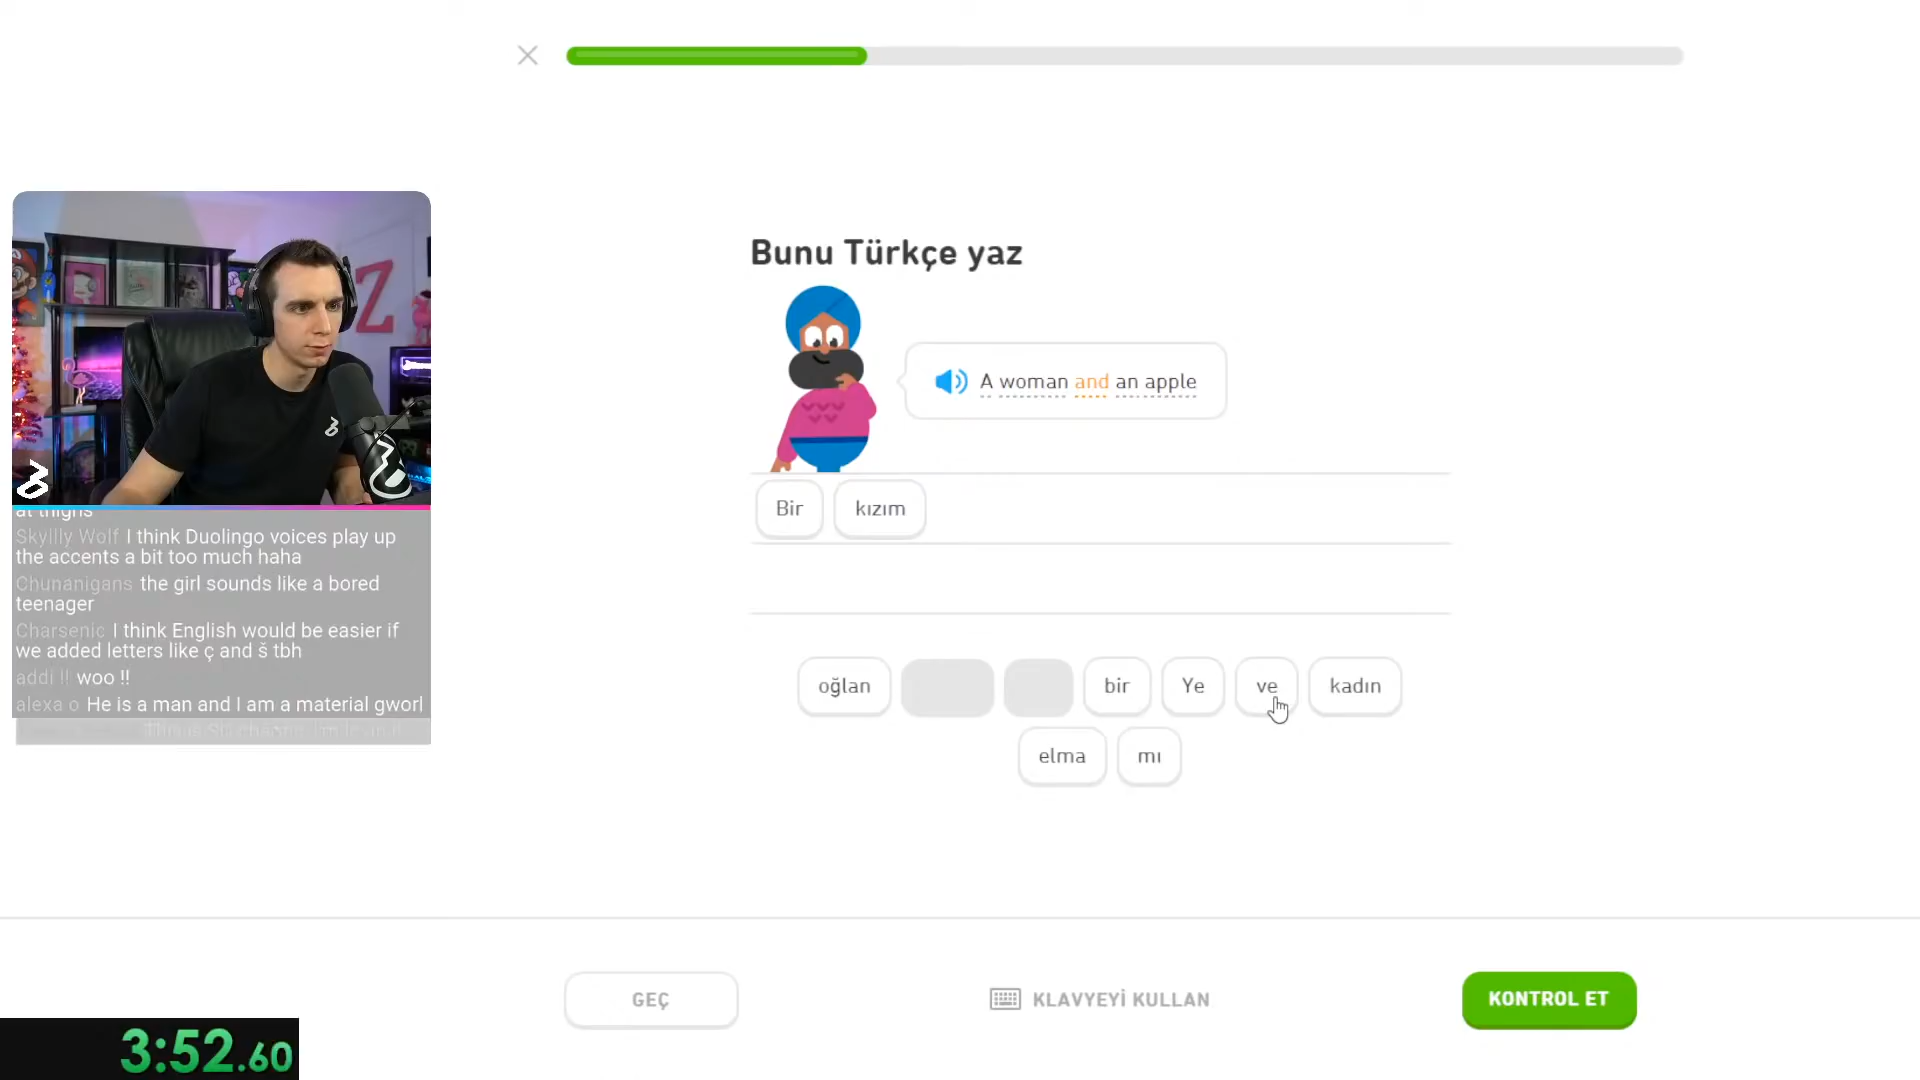 Bunu Türkçe yaz
A woman and an apple
Bir kızım
Z
at thighs
Skyllly Wolf I think Duolingo voices play up
the accents a bit too much haha
Chunanigans the girl sounds like a bored
teenager
Charsenic I think English would be easier if
we added letters like ç and š tbh
addi !! woo !!
alexa o He is a man and I am a material gworl
oğlan bir Ye ve kadın
elma mı
GEÇ KLAVYEYİ KULLAN KONTROL ET
3:52.60